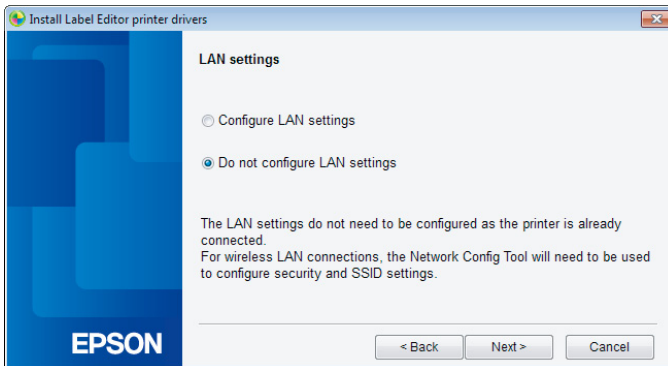 Install Label Editor printer drivers
LAN settings
Configure LAN settings
Do not configure LAN settings
The LAN settings do not need to be configured as the printer is already
connected.
For wireless LAN connections, the Network Config Tool will need to be used
to configure security and SSID settings.
EPSON
< Back
Next >
Cancel